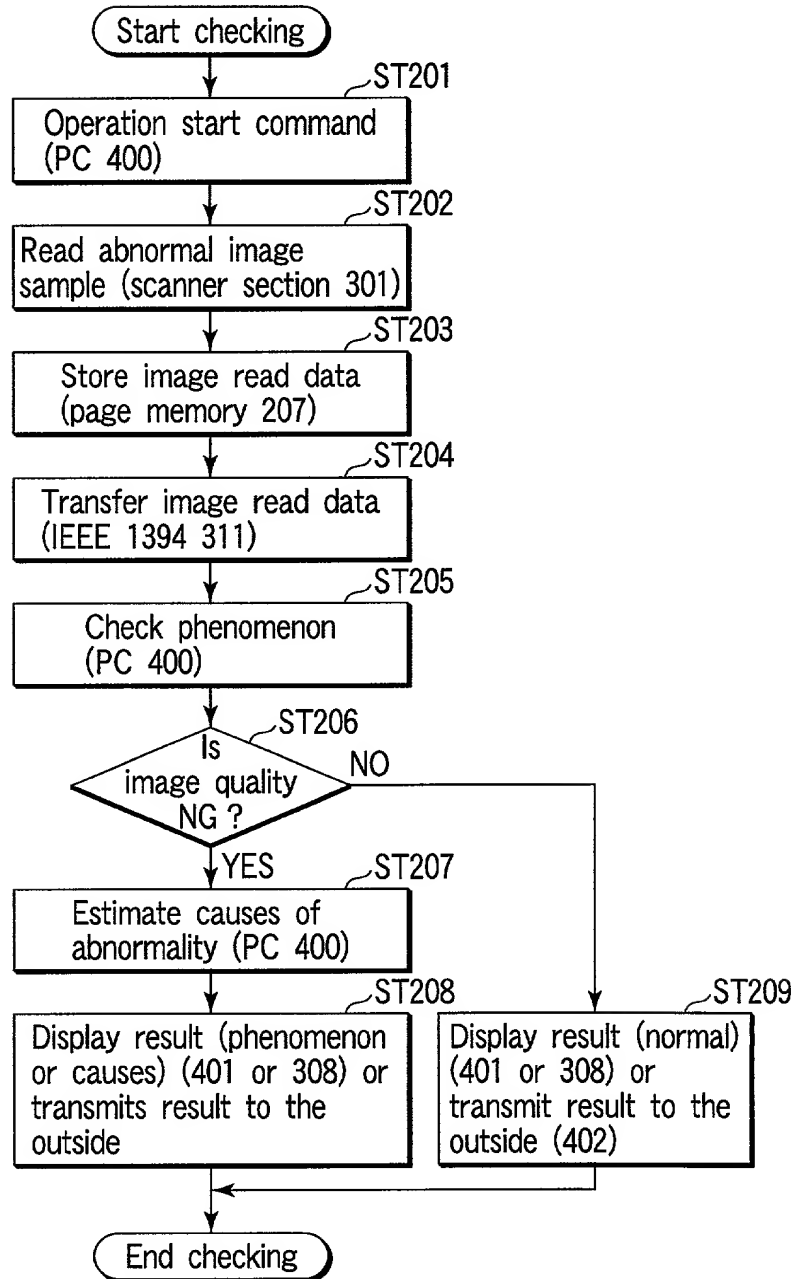 Start checking
ST201
Operation start command
(PC 400)
ST202
Read abnormal image
sample (scanner section 301)
ST203
Store image read data
(page memory 207)
ST204
Transfer image read data
(IEEE 1394 311)
ST205
Check phenomenon
(PC 400)
ST206
Is
image quality
NG ?
NO
YES
ST207
Estimate causes of
abnormality (PC 400)
ST208
Display result (phenomenon
or causes) (401 or 308) or
transmits result to the
outside
ST209
Display result (normal)
(401 or 308) or
transmit result to the
outside (402)
End checking